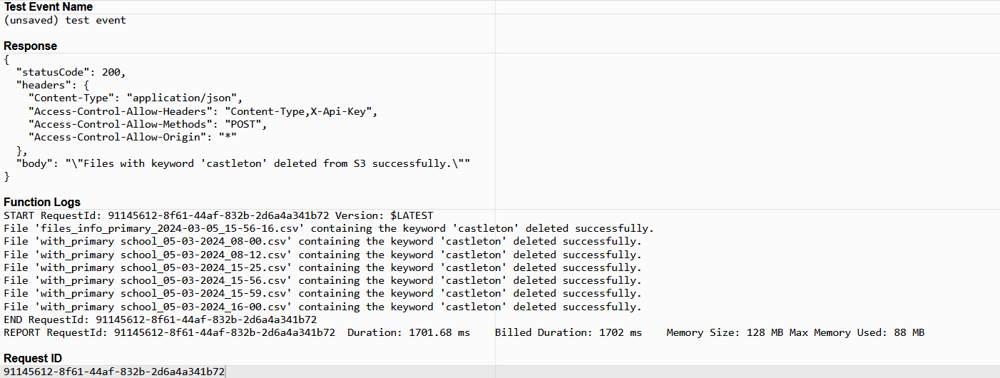 Test Event Name
(unsaved) test event
Response
{
  "statusCode": 200,
  "headers": {
    "Content-Type": "application/json",
    "Access-Control-Allow-Headers": "Content-Type,X-Api-Key",
    "Access-Control-Allow-Methods": "POST",
    "Access-Control-Allow-Origin": "*"
  },
  "body": "\"Files with keyword 'castleton' deleted from S3 successfully.\""
}
Function Logs
START RequestId: 91145612-8f61-44af-832b-2d6a4a341b72 Version: $LATEST
File 'files_info_primary_2024-03-05_15-56-16.csv' containing the keyword 'castleton' deleted successfully.
File 'with_primary school_05-03-2024_08-00.csv' containing the keyword 'castleton' deleted successfully.
File 'with_primary school_05-03-2024_08-12.csv' containing the keyword 'castleton' deleted successfully.
File 'with_primary school_05-03-2024_15-25.csv' containing the keyword 'castleton' deleted successfully.
File 'with_primary school_05-03-2024_15-56.csv' containing the keyword 'castleton' deleted successfully.
File 'with_primary school_05-03-2024_15-59.csv' containing the keyword 'castleton' deleted successfully.
File 'with_primary school_05-03-2024_16-00.csv' containing the keyword 'castleton' deleted successfully.
END RequestId: 91145612-8f61-44af-832b-2d6a4a341b72
REPORT RequestId: 91145612-8f61-44af-832b-2d6a4a341b72  Duration: 1701.68 ms    Billed Duration: 1702 ms    Memory Size: 128 MB Max Memory Used: 88 MB
Request ID
91145612-8f61-44af-832b-2d6a4a341b72